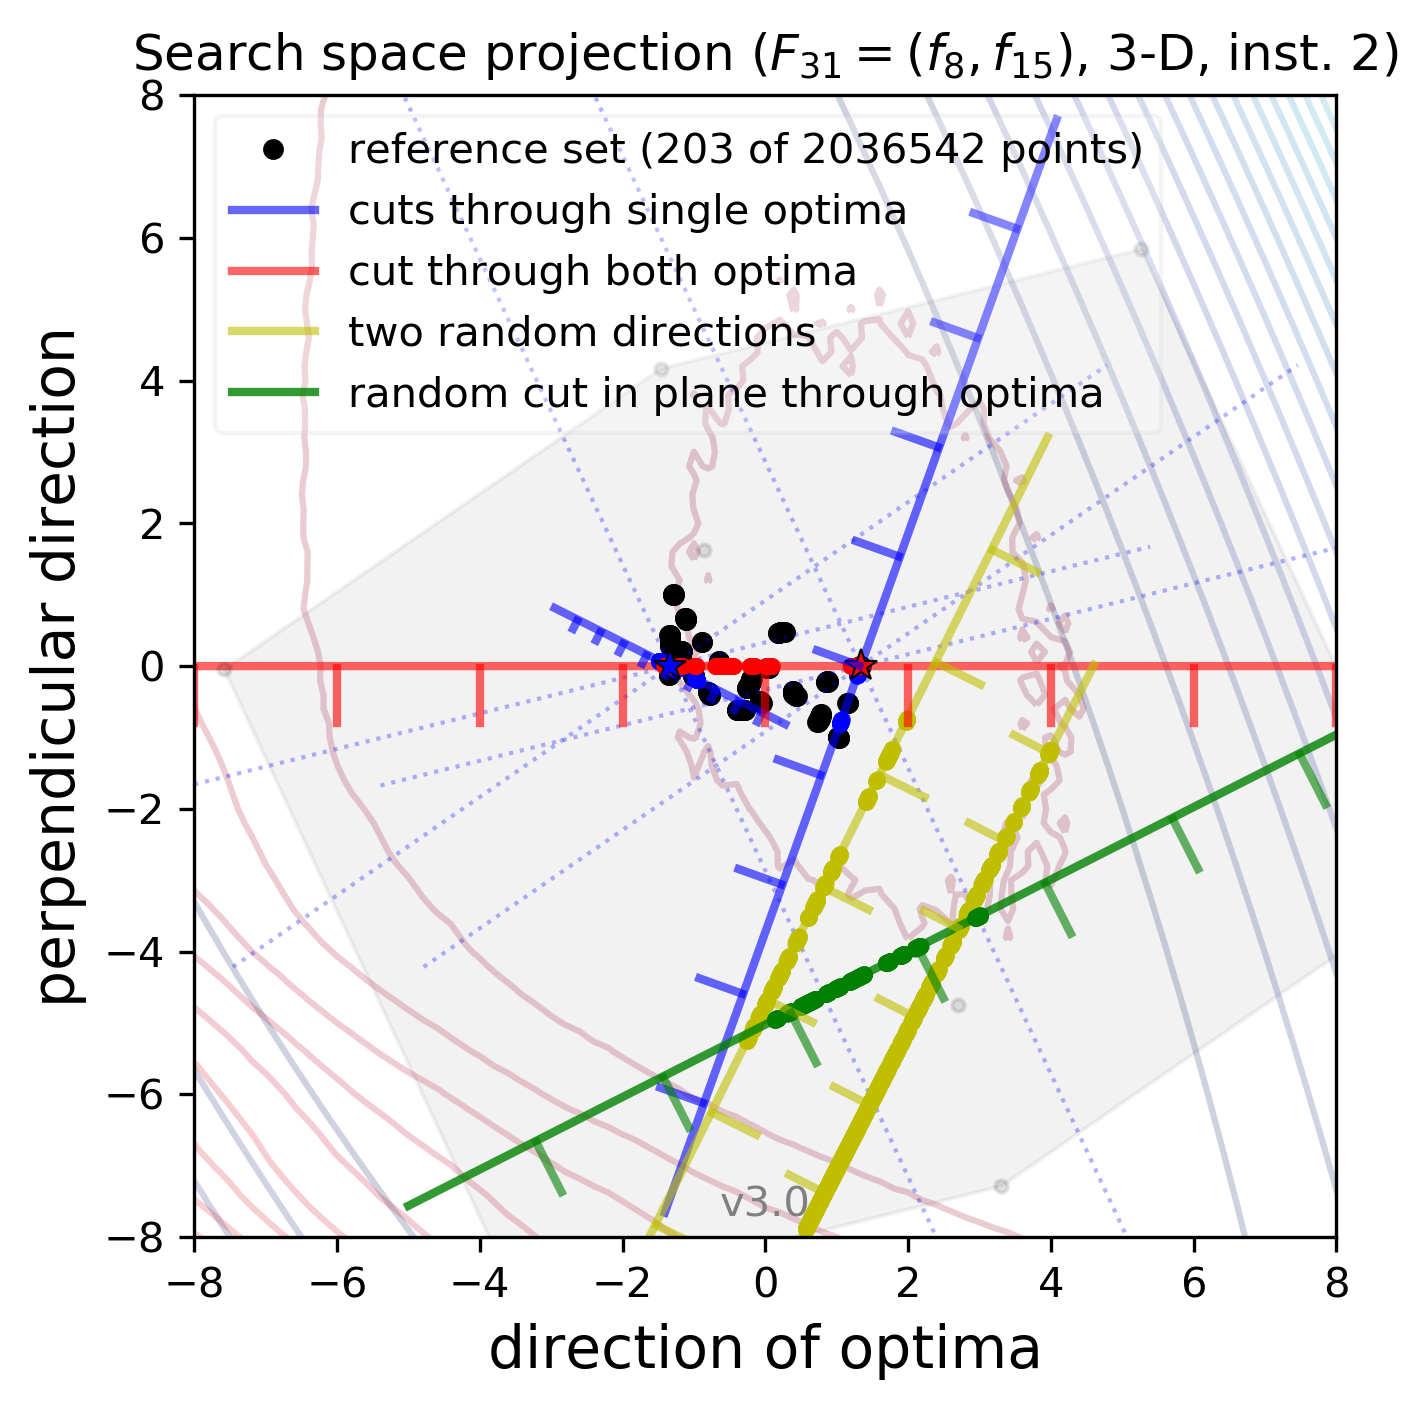 Search space projection (F₃₁ = (f₈, f₁₅), 3-D, inst. 2)
reference set (203 of 2036542 points)
cuts through single optima
cut through both optima
two random directions
random cut in plane through optima
perpendicular direction
8
6
4
2
0
−2
−4
−6
−8
v3.0
−8 −6 −4 −2 0 2 4 6 8
direction of optima